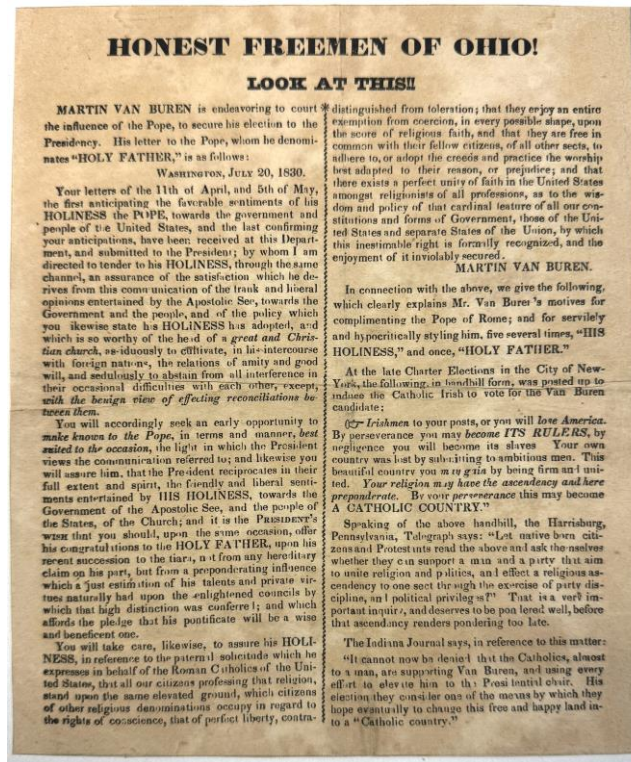 HONEST FREEMEN OF OHIO!
LOOK AT THIS!!
MARTIN VAN BUREN is endeavoring to court
the influence of the Pope, to secure his election to the
Presidency. His letter to the Pope, whom he denomi-
nates "HOLY FATHER," is as follows:
WASHINGTON, JULY 20, 1830.
Your letters of the 11th of April, and 5th of May,
the first anticipating the favorable sentiments of his
HOLINESS the POPE, towards the government and
people of the United States, and the last confirming
your anticipations, have been received at this Depart-
ment, and submitted to the President; by whom I am
directed to tender to his HOLINESS, through the same
channel, an assurance of the satisfaction which he de-
rives from this communication of the frank and liberal
opinions entertained by the Apostolic See, towards the
Government and the people, and of the policy which
you likewise state his HOLINESS has adopted, and
which is so worthy of the head of a great and Chris-
tian church, assiduously to cultivate, in his intercourse
with foreign nations, the relations of amity and good
will, and sedulously to abstain from all interference in
their occasional difficulties with each other, except,
with the benign view of effecting reconciliations be-
tween them.
You will accordingly seek an early opportunity to
make known to the Pope, in terms and manner, best
suited to the occasion, the light in which the President
views the communication referred to; and likewise you
will assure him, that the President reciprocates in their
full extent and spirit, the friendly and liberal senti-
ments entertained by HIS HOLINESS, towards the
Government of the Apostolic See, and the people of
the States, of the Church; and it is the PRESIDENT'S
WISH that you should, upon the same occasion, offer
his congratulations to the HOLY FATHER, upon his
recent succession to the tiara, not from any hereditary
claim on his part, but from a preponderating influence
which a just estimation of his talents and private vir-
tues naturally had upon the enlightened councils by
which that high distinction was conferred; and which
affords the pledge that his pontificate will be a wise
and beneficent one.
You will take care, likewise, to assure his HOLI-
NESS, in reference to the paternal solicitude which he
expresses in behalf of the Roman Catholics of the Uni-
ted States, that all our citizens professing that religion,
stand upon the same elevated ground, which citizens
of other religious denominations occupy in regard to
the rights of conscience, that of perfect liberty, contra-
distinguished from toleration; that they enjoy an entire
exemption from coercion, in every possible shape, upon
the score of religious faith, and that they are free in
common with their fellow citizens, of all other sects, to
adhere to, or adopt the creeds and practice the worship
best adapted to their reason, or prejudice; and that
there exists a perfect unity of faith in the United States
amongst religionists of all professions, as to the wis-
dom and policy of that cardinal feature of all our con-
stitutions and forms of Government, those of the Uni-
ted States and separate States of the Union, by which
this inestimable right is formally recognized, and the
enjoyment of it inviolably secured.
MARTIN VAN BUREN.
In connection with the above, we give the following,
which clearly explains Mr. Van Buren's motives for
complimenting the Pope of Rome; and for servilely
and hypocritically styling him, five several times, "HIS
HOLINESS," and once, "HOLY FATHER."
At the late Charter Elections in the City of New-
York, the following, in handbill form, was posted up to
induce the Catholic Irish to vote for the Van Buren
candidate:
☞ Irishmen to your posts, or you will lose America.
By perseverance you may become ITS RULERS, by
negligence you will become its slaves Your own
country was lost by submitting to ambitious men. This
beautiful country you may gain by being firm and uni-
ted. Your religion may have the ascendency and here
preponderate. By your perseverance this may become
A CATHOLIC COUNTRY."
Speaking of the above handbill, the Harrisburg,
Pennsylvania, Telegraph says: "Let native born citi-
zens and Protestants read the above and ask themselves
whether they can support a man and a party that aim
to unite religion and politics, and effect a religious as-
cendency to one sect through the exercise of party dis-
cipline, and political privileges?" That is a very im-
portant inquiry, and deserves to be pondered well, before
that ascendancy renders pondering too late.
The Indiana Journal says, in reference to this matter:
"It cannot now be denied that the Catholics, almost
to a man, are supporting Van Buren, and using every
effort to elevate him to the Presidential chair. His
election they consider one of the means by which they
hope eventually to change this free and happy land in-
to a "Catholic country."